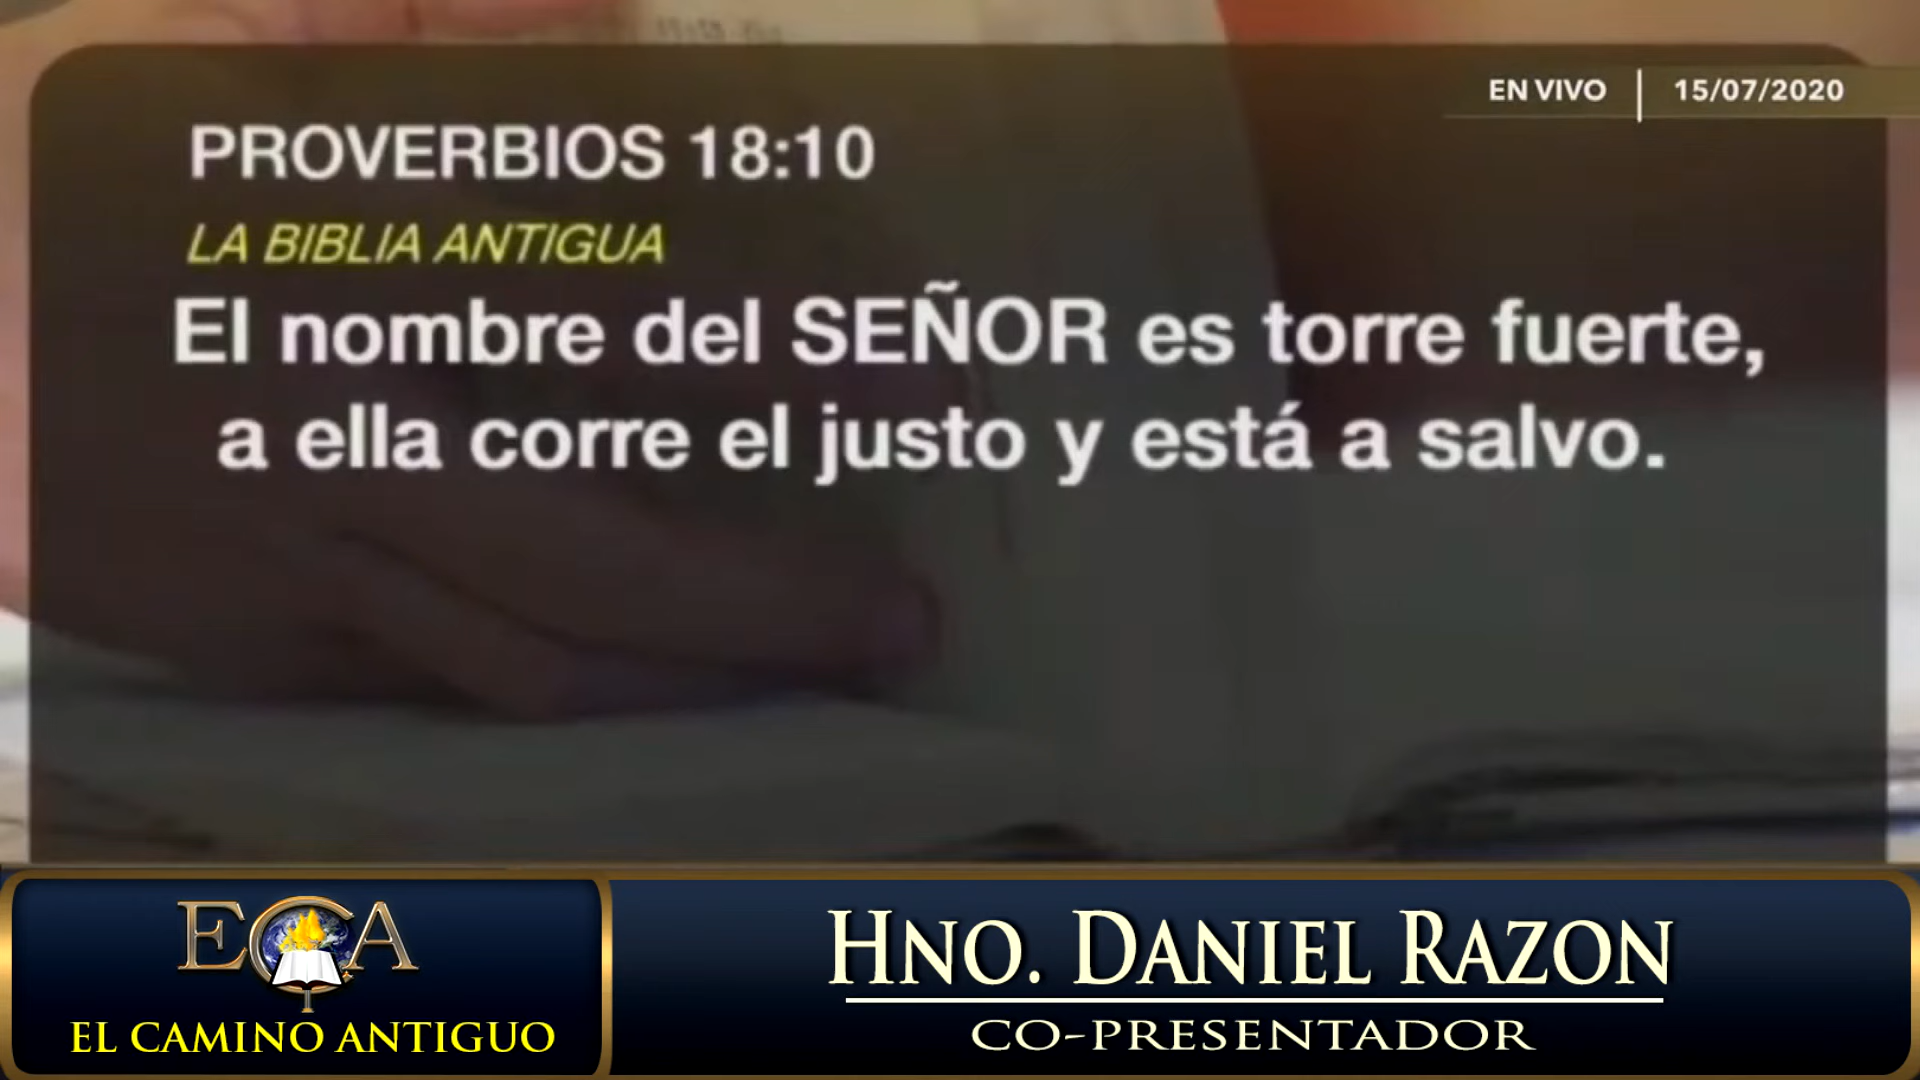 EN VIVO | 15/07/2020
PROVERBIOS 18:10
LA BIBLIA ANTIGUA
El nombre del SEÑOR es torre fuerte,
a ella corre el justo y está a salvo.
ECA
EL CAMINO ANTIGUO
HNO. DANIEL RAZON
CO-PRESENTADOR